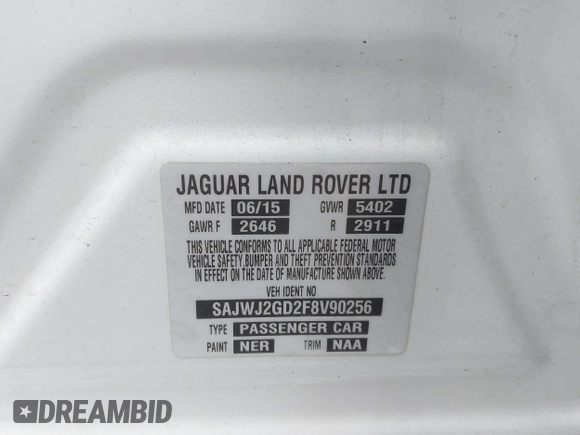 JAGUAR LAND ROVER LTD
MFD DATE 06/15 GVWR 5402
GAWR F 2646 R 2911
THIS VEHICLE CONFORMS TO ALL APPLICABLE FEDERAL MOTOR
VEHICLE SAFETY,BUMPER AND THEFT PREVENTION STANDARDS
IN EFFECT ON THE DATE OF MANUFACTURE SHOWN ABOVE.
VEH IDENT NO
SAJWJ2GD2F8V90256
TYPE PASSENGER CAR
PAINT NER TRIM NAA
DREAMBID